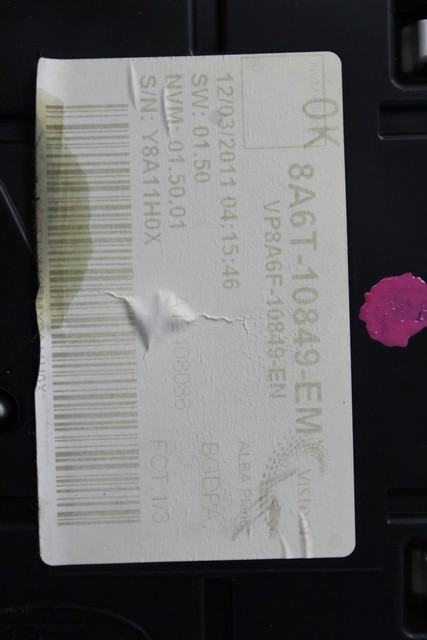 OK
8A6T-10849-EM
VP8A6F-10849-EN
12/03/2011 04:15:46
SW: 01.50
NVM: 01.50.01
S/N: Y8A11H0X
BGDPA
FCT 1/3